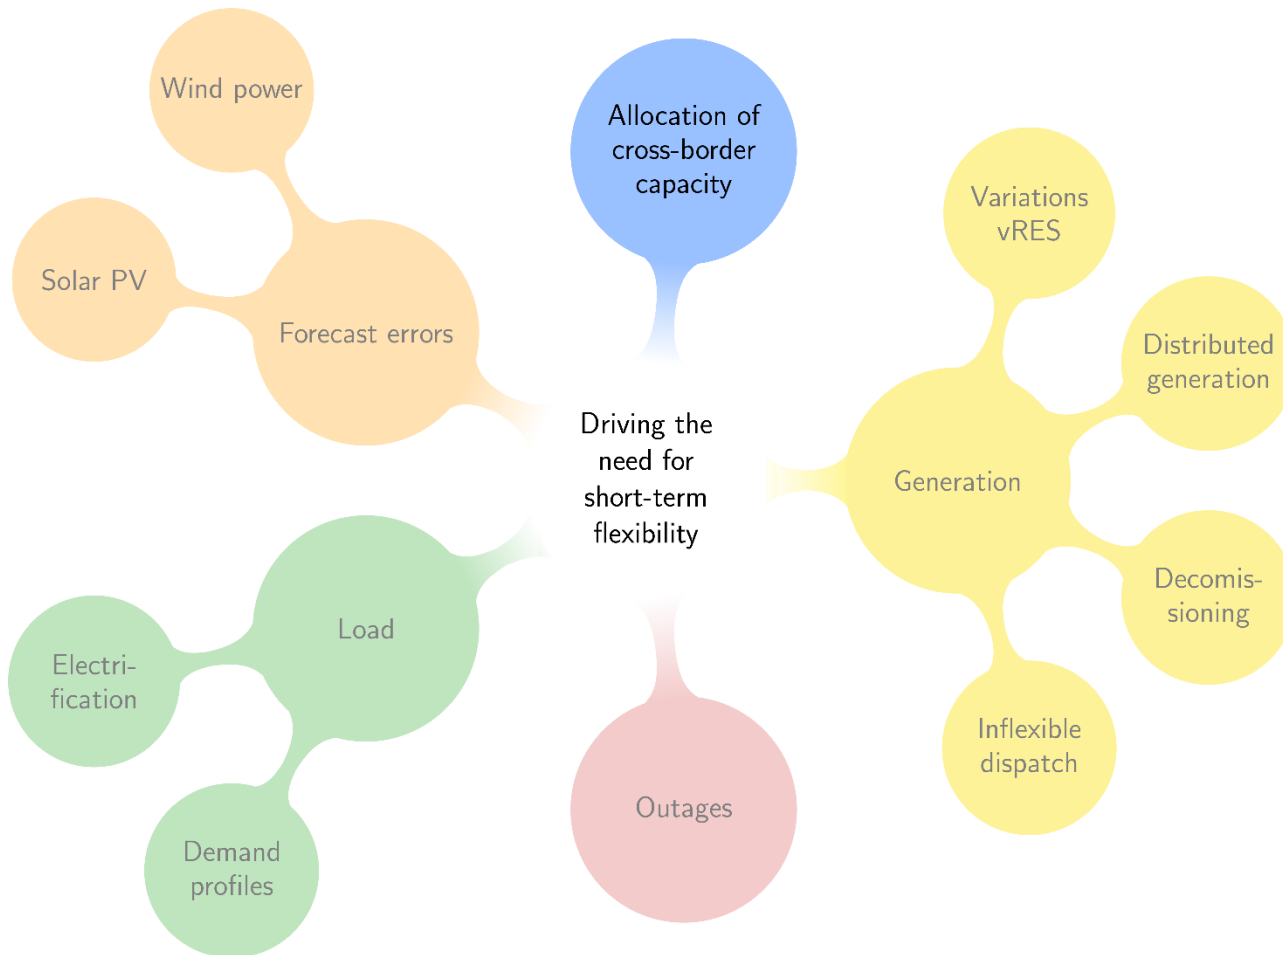 Wind power
Solar PV
Forecast errors
Allocation of
cross-border
capacity
Variations
vRES
Distributed
generation
Generation
Decomis-
sioning
Inflexible
dispatch
Driving the
need for
short-term
flexibility
Load
Electri-
fication
Demand
profiles
Outages